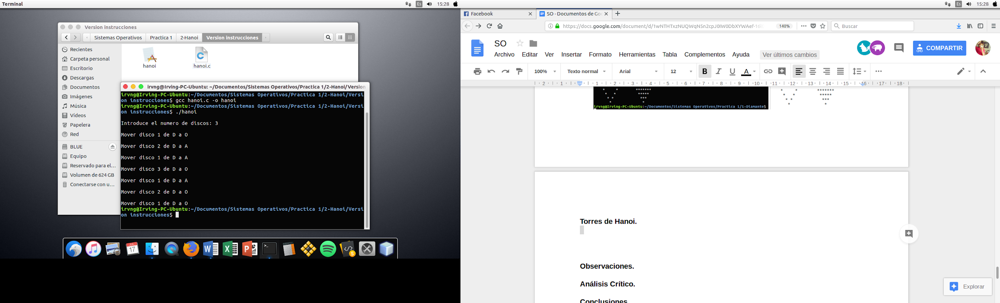 Terminal
Es
15:28
Version instrucciones
Sistemas Operativos
Practica 1
2-Hanoi
Version instrucciones
Recientes
Carpeta personal
Escritorio
Descargas
Documentos
Imágenes
Música
Vídeos
Papelera
Red
BLUE
Equipo
Reservado para el...
Volumen de 624 GB
Conectarse con u...
hanoi
hanoi.c
irvng@Irving-PC-Ubuntu: ~/Documentos/Sistemas Operativos/Practica 1/2-Hanoi/Version
irvng@Irving-PC-Ubuntu:~/Documentos/Sistemas Operativos/Practica 1/2-Hanoi/Versi
on instrucciones$ gcc hanoi.c -o hanoi
irvng@Irving-PC-Ubuntu:~/Documentos/Sistemas Operativos/Practica 1/2-Hanoi/Versi
on instrucciones$ ./hanoi
Introduce el numero de discos: 3
Mover disco 1 de D a O
Mover disco 2 de D a A
Mover disco 1 de D a A
Mover disco 3 de D a O
Mover disco 1 de D a A
Mover disco 2 de D a O
Mover disco 1 de D a O
irvng@Irving-PC-Ubuntu:~/Documentos/Sistemas Operativos/Practica 1/2-Hanoi/Versi
on instrucciones$
JUL
17
Es
15:28
Facebook
SO - Documentos de Goo
https://docs.google.com/document/d/1wNTHTxzNUQWqN5n2cpJ0IW0DbXYWAef-16
140%
Buscar
SO
Archivo Editar Ver Insertar Formato Herramientas Tabla Complementos Ayuda
Ver últimos cambios
COMPARTIR
100%
Texto normal
Arial
12
B I U A
2 1 1 2 3 4 5 6 7 8 9 10 11 12 13 14 15 16 17 18
* * *******
* * *****
* * ***
* *
irvng@Irving-PC-Ubuntu:~/Documentos/Sistemas Operativos/Practica 1/1-Diamante$
* * *******
* * *****
* * ***
* *
Torres de Hanoi.
Observaciones.
Análisis Crítico.
Conclusiones
Explorar